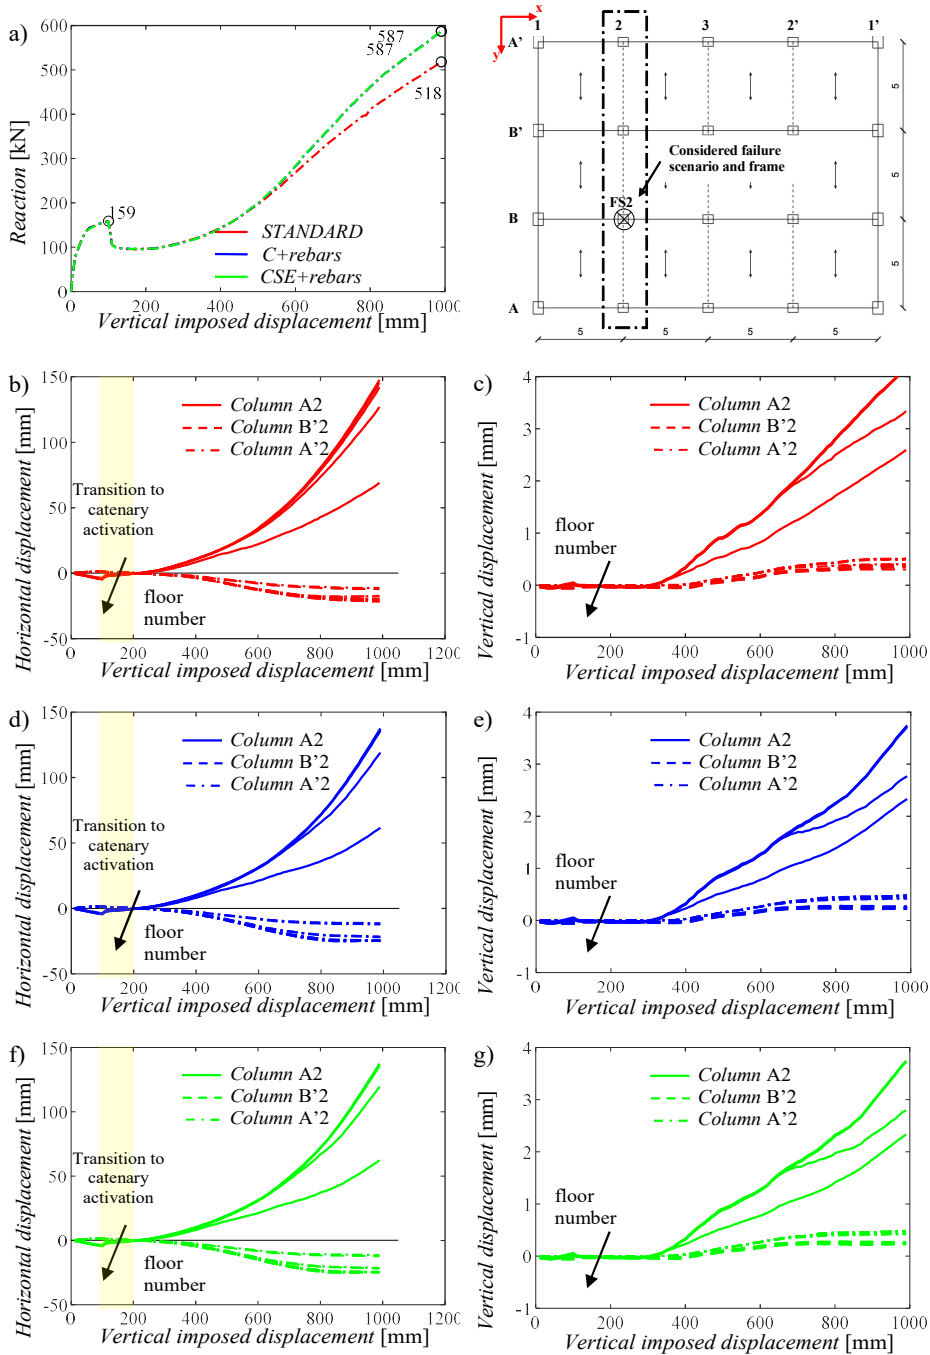 a)
600
500
400
300
200
100
0
Reaction [kN]
587
587
518
159
STANDARD
C+rebars
CSE+rebars
0 200 400 600 800 1000
Vertical imposed displacement [mm]
x
y
1 2 3 2' 1'
A'
B'
B
A
FS2
Considered failure
scenario and frame
5
5
5
5 5 5 5
b)
150
100
50
0
-50
Horizontal displacement [mm]
Column A2
Column B'2
Column A'2
Transition to
catenary
activation
floor
number
0 200 400 600 800 1000 1200
Vertical imposed displacement [mm]
c)
4
3
2
1
0
-1
Vertical displacement [mm]
Column A2
Column B'2
Column A'2
floor
number
0 200 400 600 800 1000
Vertical imposed displacement [mm]
d)
150
100
50
0
-50
Horizontal displacement [mm]
Column A2
Column B'2
Column A'2
Transition to
catenary
activation
floor
number
0 200 400 600 800 1000 1200
Vertical imposed displacement [mm]
e)
4
3
2
1
0
-1
Vertical displacement [mm]
Column A2
Column B'2
Column A'2
floor
number
0 200 400 600 800 1000
Vertical imposed displacement [mm]
f)
150
100
50
0
-50
Horizontal displacement [mm]
Column A2
Column B'2
Column A'2
Transition to
catenary
activation
floor
number
0 200 400 600 800 1000 1200
Vertical imposed displacement [mm]
g)
4
3
2
1
0
-1
Vertical displacement [mm]
Column A2
Column B'2
Column A'2
floor
number
0 200 400 600 800 1000
Vertical imposed displacement [mm]